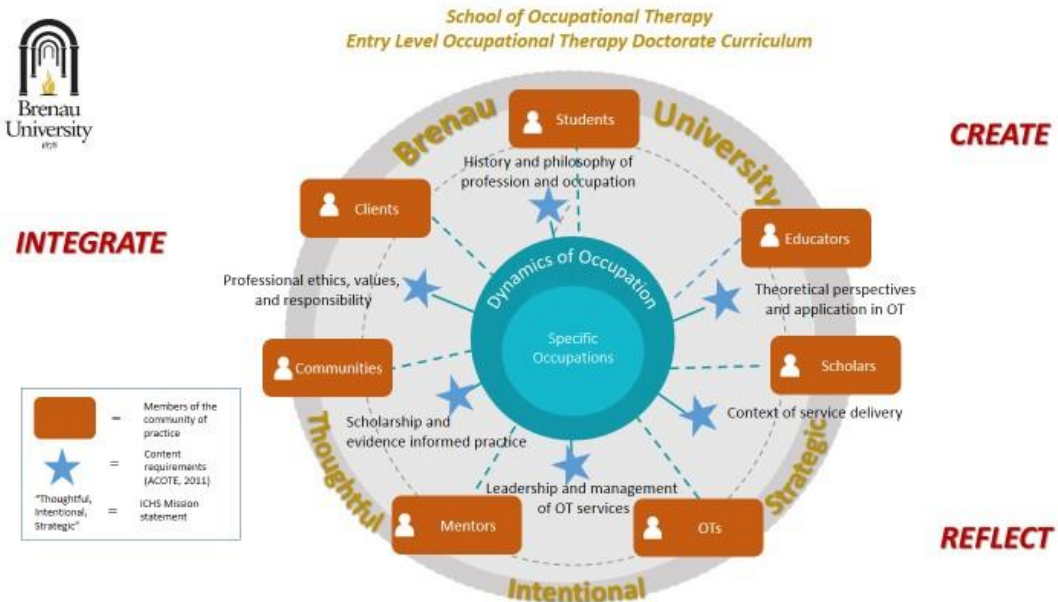 School of Occupational Therapy
Entry Level Occupational Therapy Doctorate Curriculum
Brenau
University
1878
INTEGRATE
CREATE
REFLECT
Brenau University
Students
History and philosophy of
profession and occupation
Clients
Educators
Professional ethics, values,
and responsibility
Dynamics of Occupation
Theoretical perspectives
and application in OT
Specific
Occupations
Communities
Scholars
Scholarship and
evidence informed practice
Context of service delivery
Leadership and management
of OT services
Mentors
OTs
Thoughtful
Intentional
Strategic
= Members of the
community of
practice
= Content
requirements
(ACOTE, 2011)
"Thoughtful,
Intentional,
Strategic"
= ICHS Mission
statement